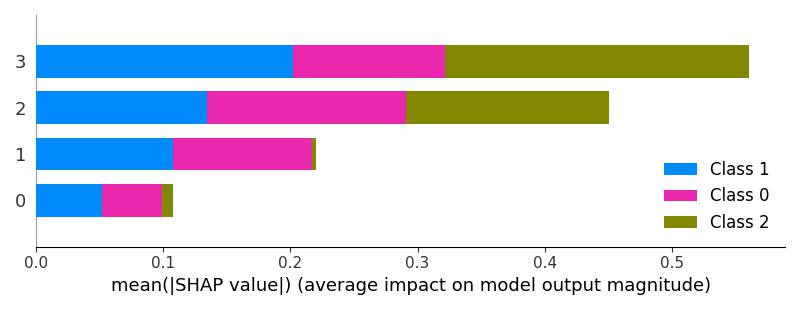 3
2
1
0
Class 1
Class 0
Class 2
0.0 0.1 0.2 0.3 0.4 0.5
mean(|SHAP value|) (average impact on model output magnitude)